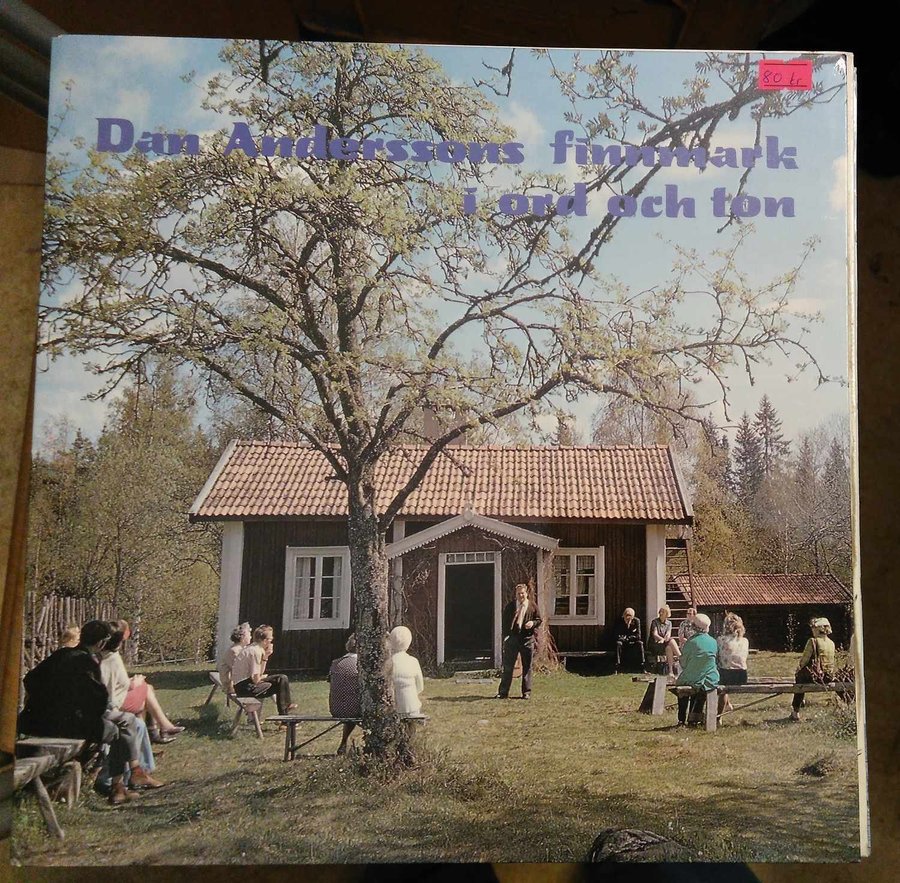 80 kr
Dan Anderssons finnmark
i ord och ton